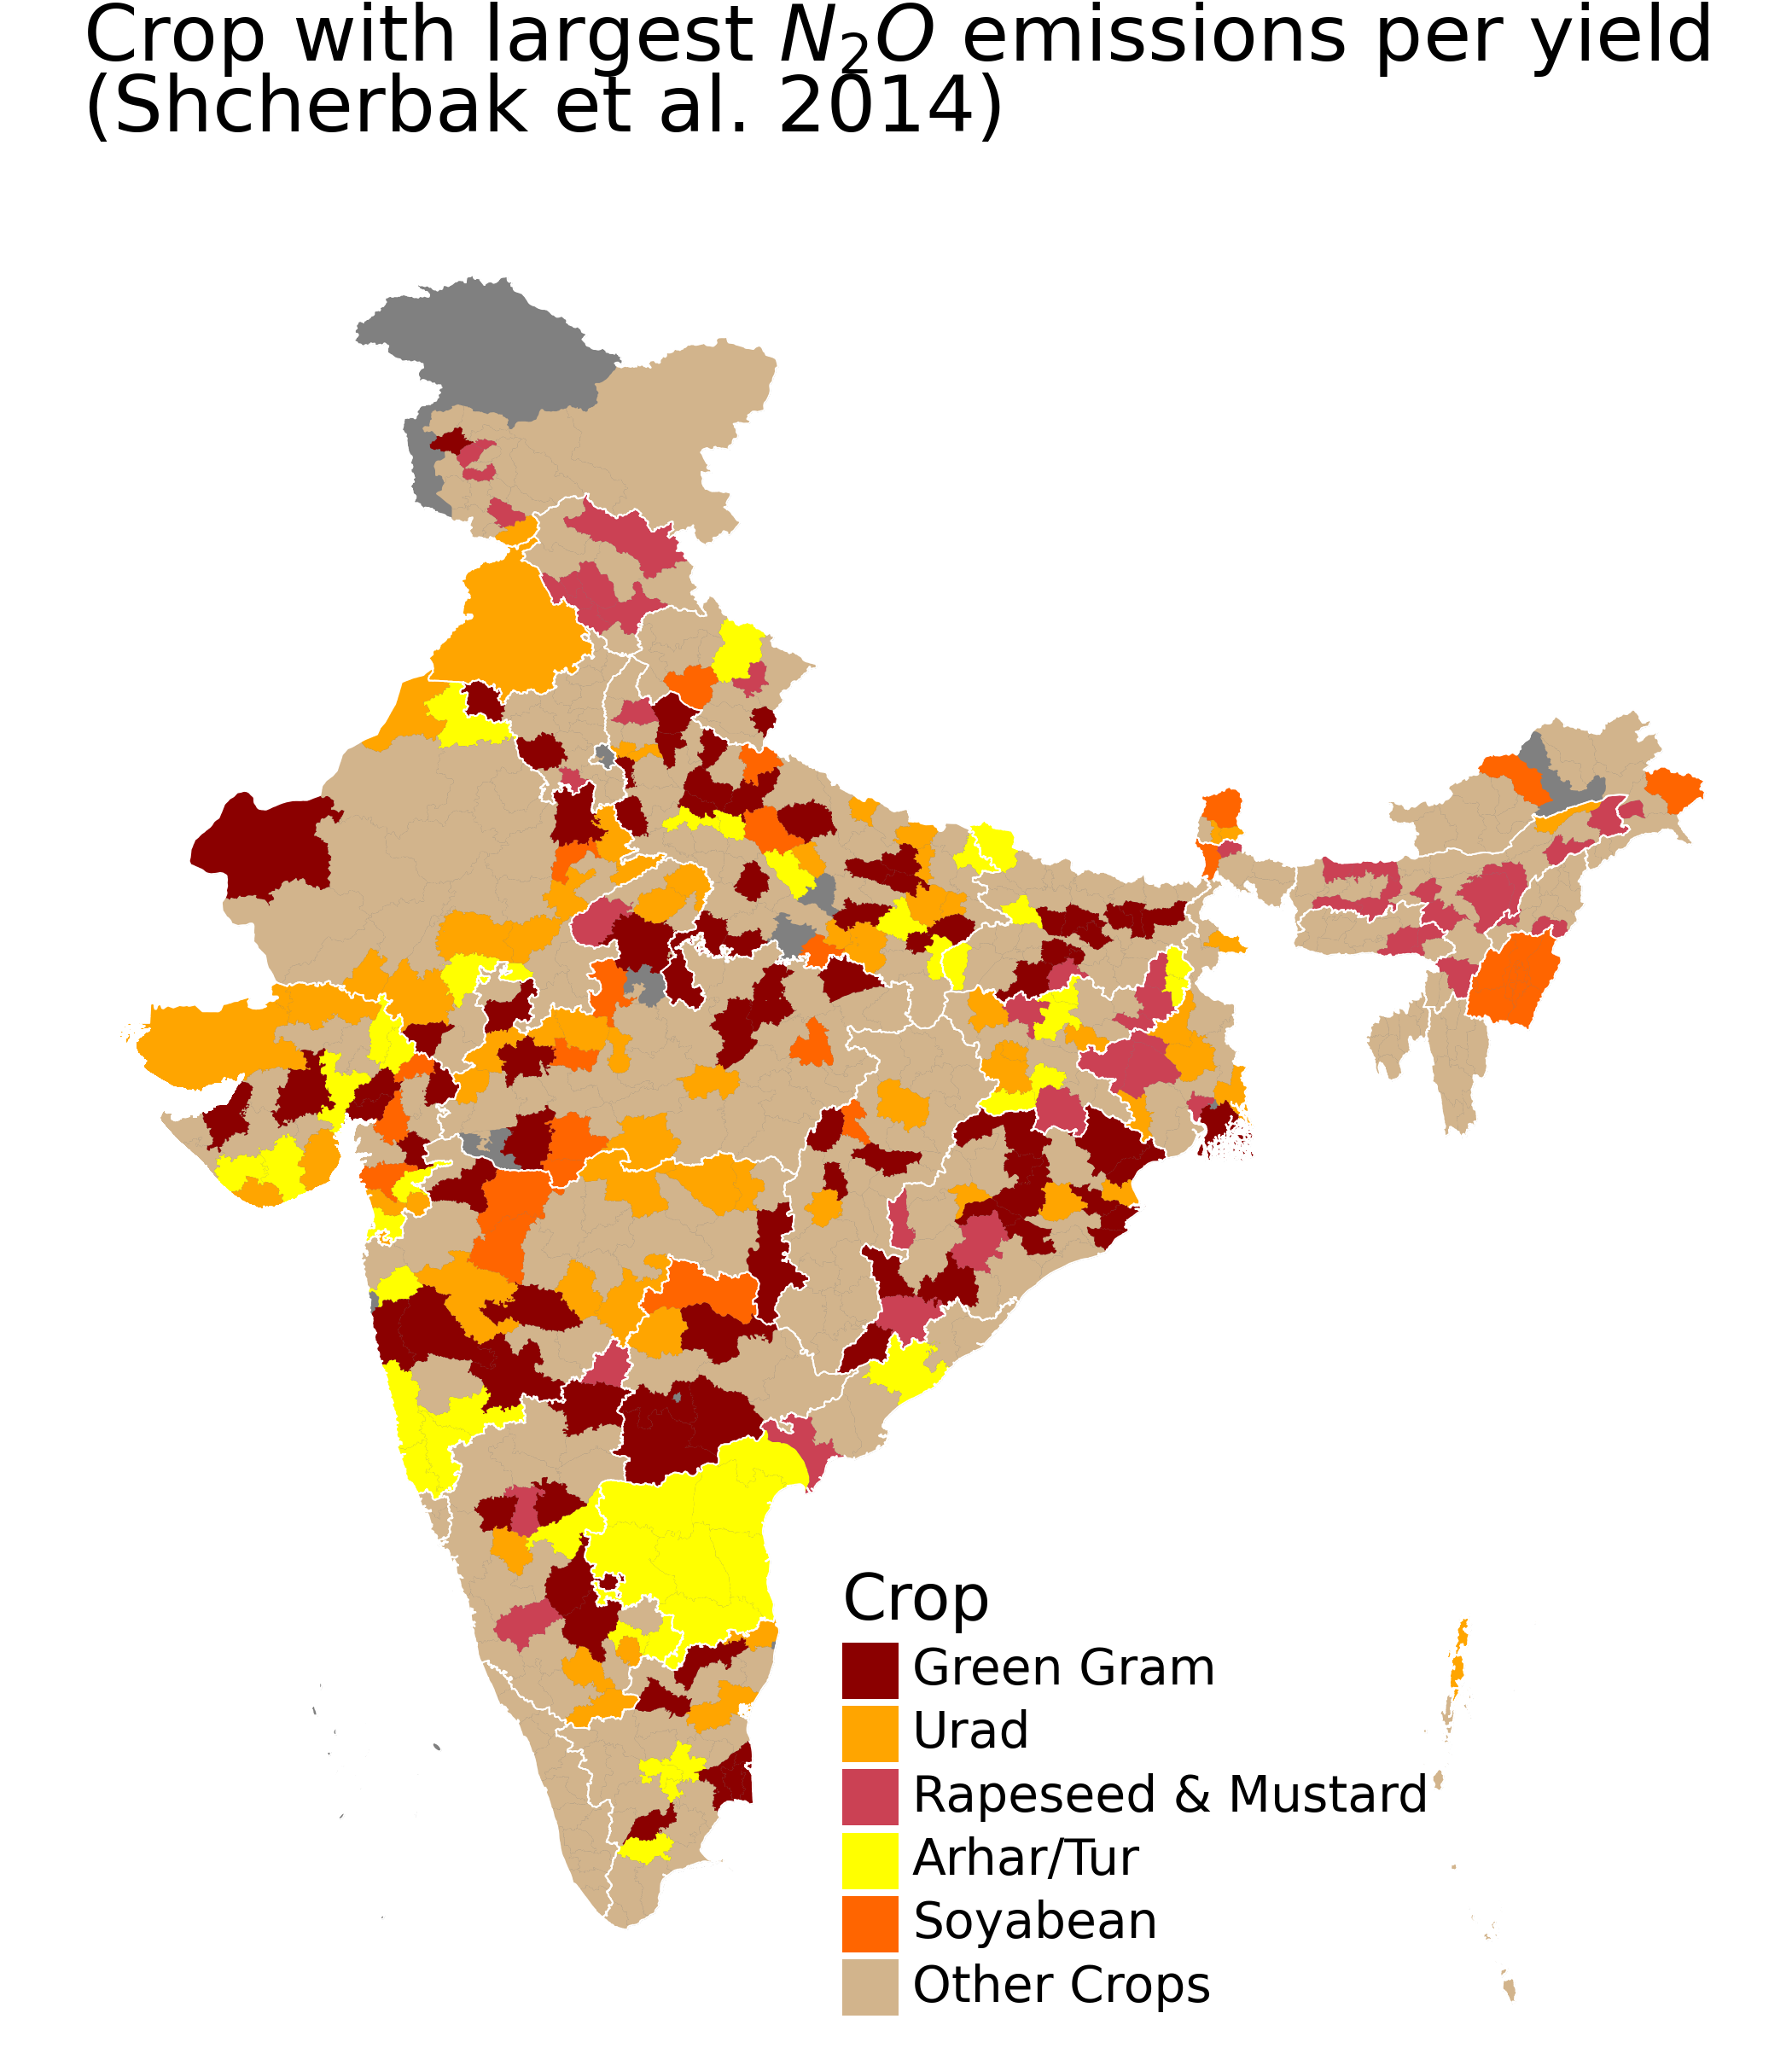 Crop with largest N₂O emissions per yield
(Shcherbak et al. 2014)
Crop
Green Gram
Urad
Rapeseed & Mustard
Arhar/Tur
Soyabean
Other Crops